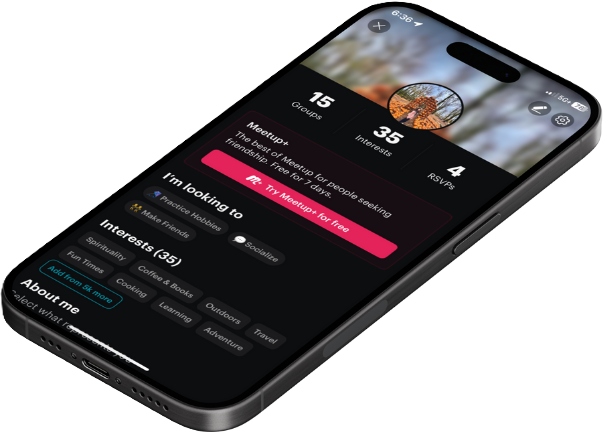 6:36
5G+
15
Groups
35
Interests
4
RSVPs
Meetup+
The best of Meetup for people seeking
friendship. Free for 7 days.
Try Meetup+ for free
I'm looking to
Practice Hobbies
Make Friends
Socialize
Interests (35)
Spirituality
Coffee & Books
Outdoors
Travel
Fun Times
Cooking
Learning
Adventure
Add from 5k more
About me
Select what